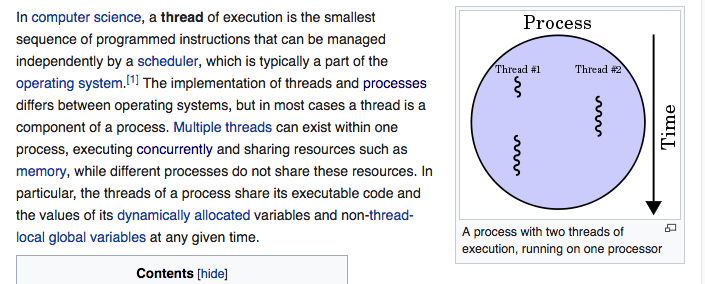 In computer science, a thread of execution is the smallest
sequence of programmed instructions that can be managed
independently by a scheduler, which is typically a part of the
operating system.[1] The implementation of threads and processes
differs between operating systems, but in most cases a thread is a
component of a process. Multiple threads can exist within one
process, executing concurrently and sharing resources such as
memory, while different processes do not share these resources. In
particular, the threads of a process share its executable code and
the values of its dynamically allocated variables and non-thread-
local global variables at any given time.
Contents [hide]
Process
Thread #1
Thread #2
Time
A process with two threads of
execution, running on one processor